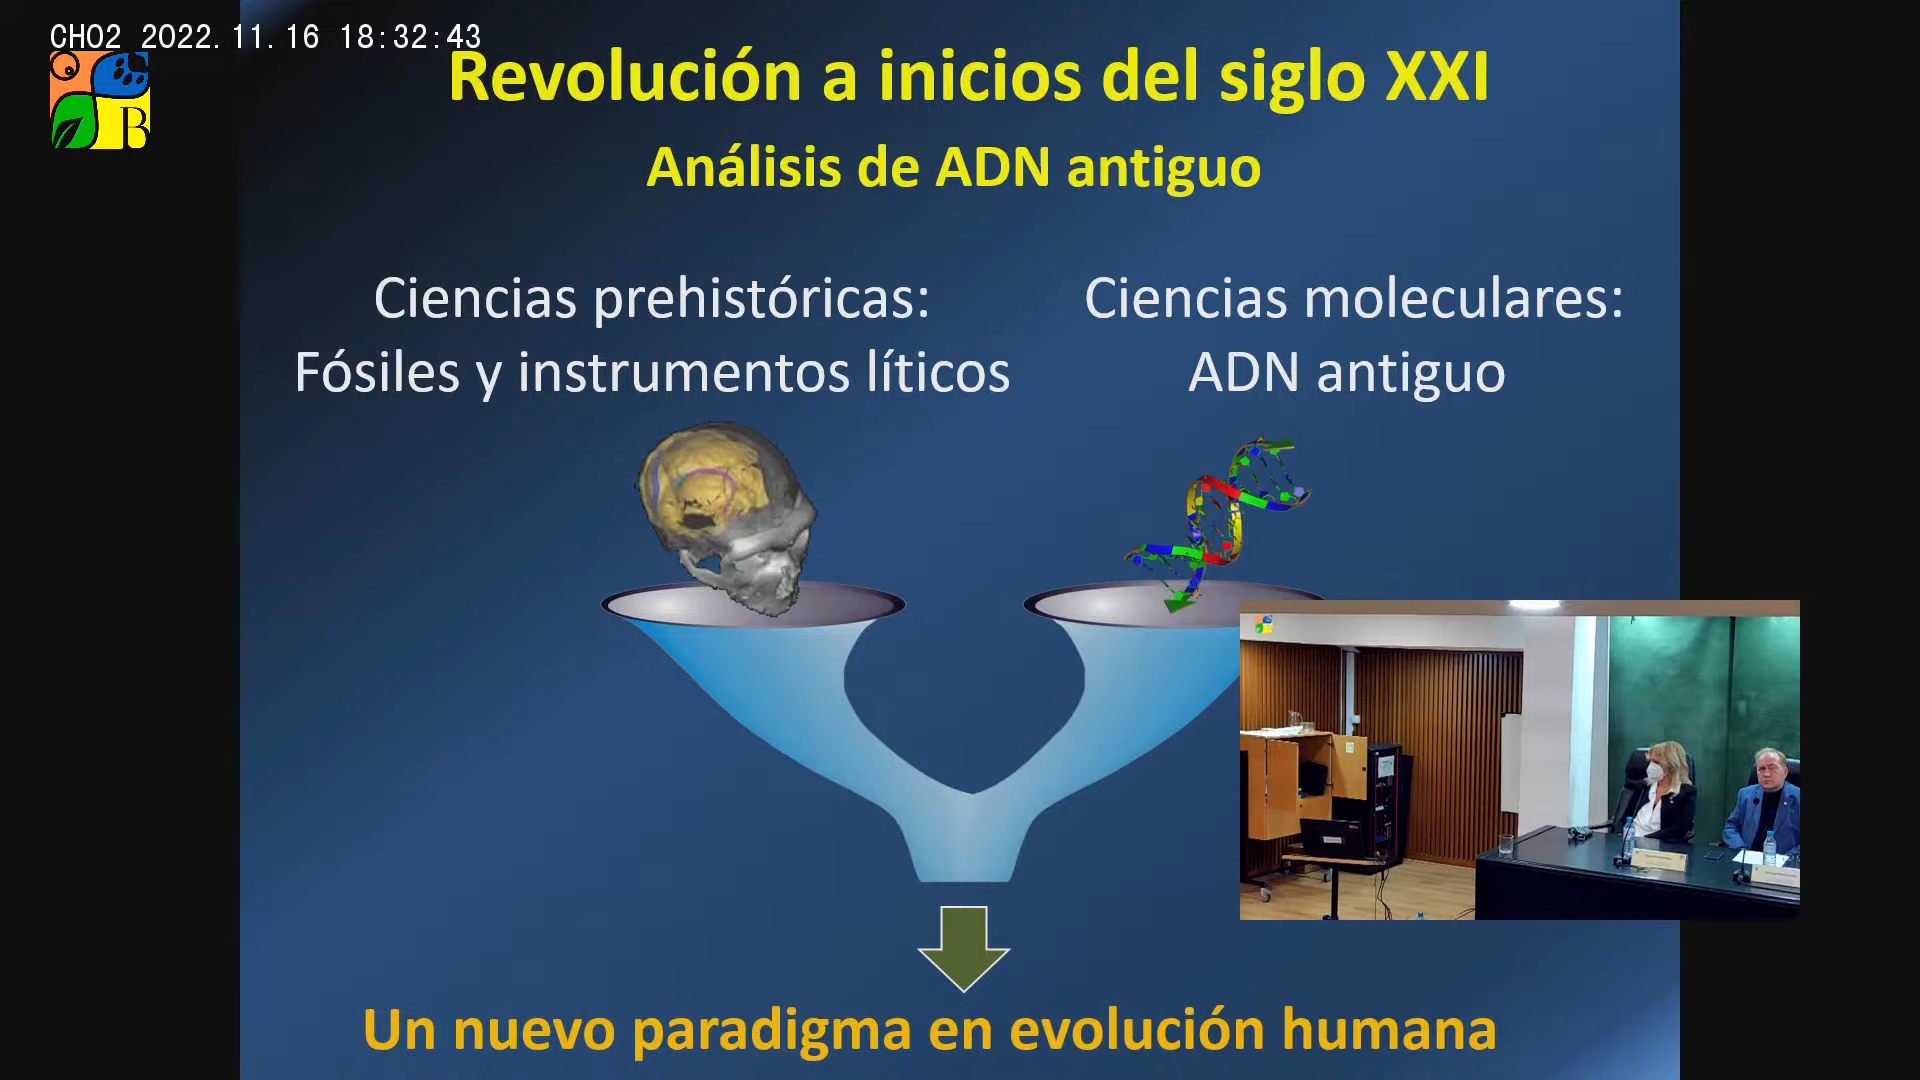 CH02 2022.11.16 18:32:43
B
Revolución a inicios del siglo XXI
Análisis de ADN antiguo
Ciencias prehistóricas:
Fósiles y instrumentos líticos
Ciencias moleculares:
ADN antiguo
Un nuevo paradigma en evolución humana